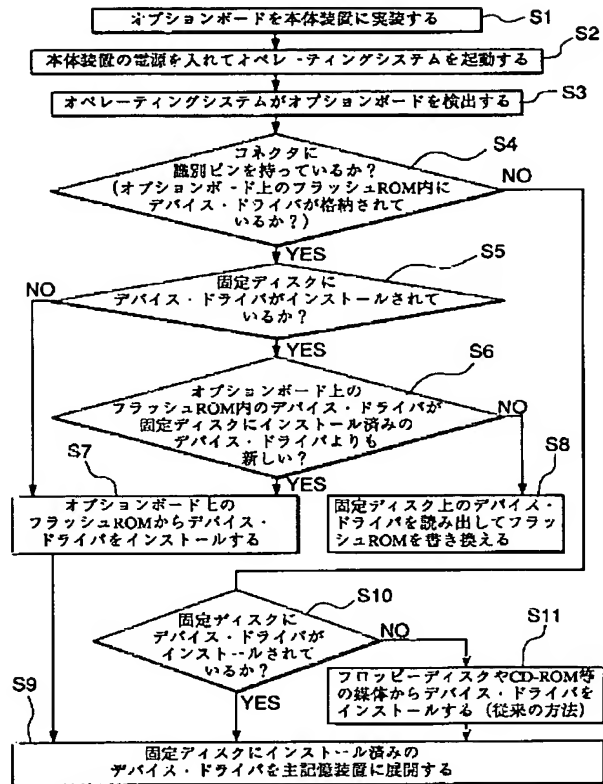 オプションボードを本体装置に実装する
S1
本体装置の電源を入れてオペレーティングシステムを起動する
S2
オペレーティングシステムがオプションボードを検出する
S3
コネクタに
識別ピンを持っているか?
(オプションボード上のフラッシュROM内に
デバイス・ドライバが格納されて
いるか?)
S4
NO
YES
固定ディスクに
デバイス・ドライバがインストールされて
いるか?
S5
NO
YES
オプションボード上の
フラッシュROM内のデバイス・ドライバが
固定ディスクにインストール済みの
デバイス・ドライバよりも
新しい?
S6
NO
YES
S7
オプションボード上の
フラッシュROMからデバイス・
ドライバをインストールする
S8
固定ディスク上のデバイス・
ドライバを読み出してフラッ
シュROMを書き換える
S10
固定ディスクに
デバイス・ドライバが
インストールされて
いるか?
NO
YES
S11
フロッピーディスクやCD-ROM等
の媒体からデバイス・ドライバを
インストールする(従来の方法)
S9
固定ディスクにインストール済みの
デバイス・ドライバを主記憶装置に展開する